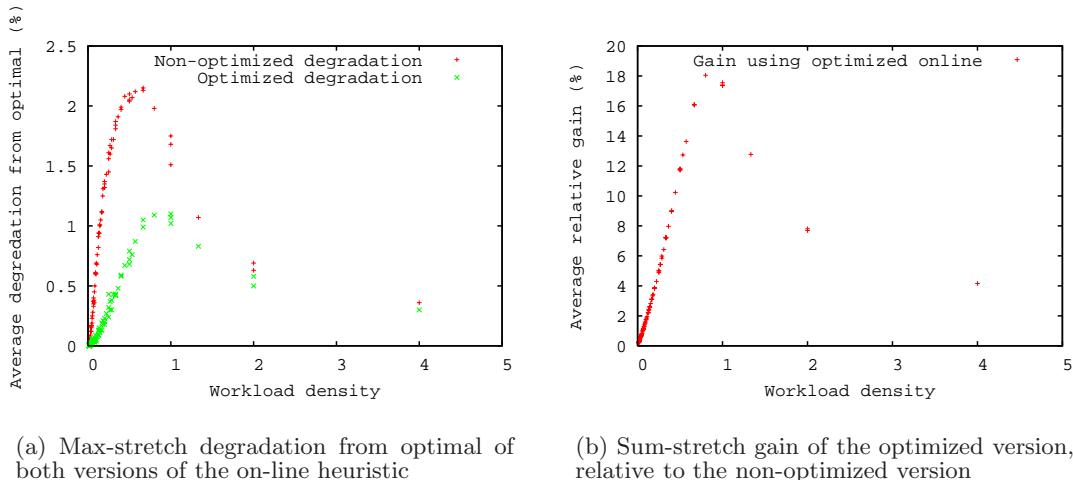 Average degredation from optimal (%)
2.5
2
1.5
1
0.5
0
Non-optimized degradation
Optimized degradation
0 1 2 3 4 5
Workload density
(a) Max-stretch degradation from optimal of
both versions of the on-line heuristic
Average relative gain (%)
20
18
16
14
12
10
8
6
4
2
0
Gain using optimized online
0 1 2 3 4 5
Workload density
(b) Sum-stretch gain of the optimized version,
relative to the non-optimized version